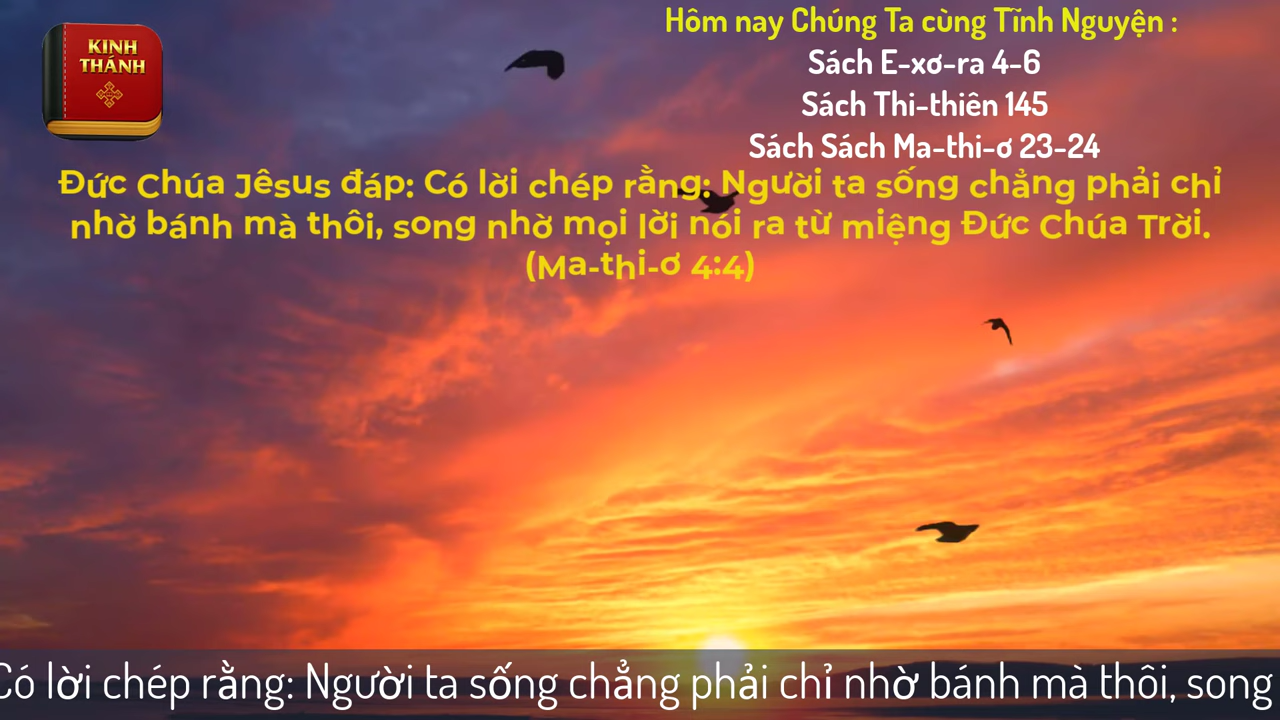 KINH
THÁNH
Hôm nay Chúng Ta cùng Tĩnh Nguyện :
Sách E-xơ-ra 4-6
Sách Thi-thiên 145
Sách Sách Ma-thi-ơ 23-24
Đức Chúa Jêsus đáp: Có lời chép rằng: Người ta sống chẳng phải chỉ
nhờ bánh mà thôi, song nhờ mọi lời nói ra từ miệng Đức Chúa Trời.
(Ma-thi-ơ 4:4)
Có lời chép rằng: Người ta sống chẳng phải chỉ nhờ bánh mà thôi, song